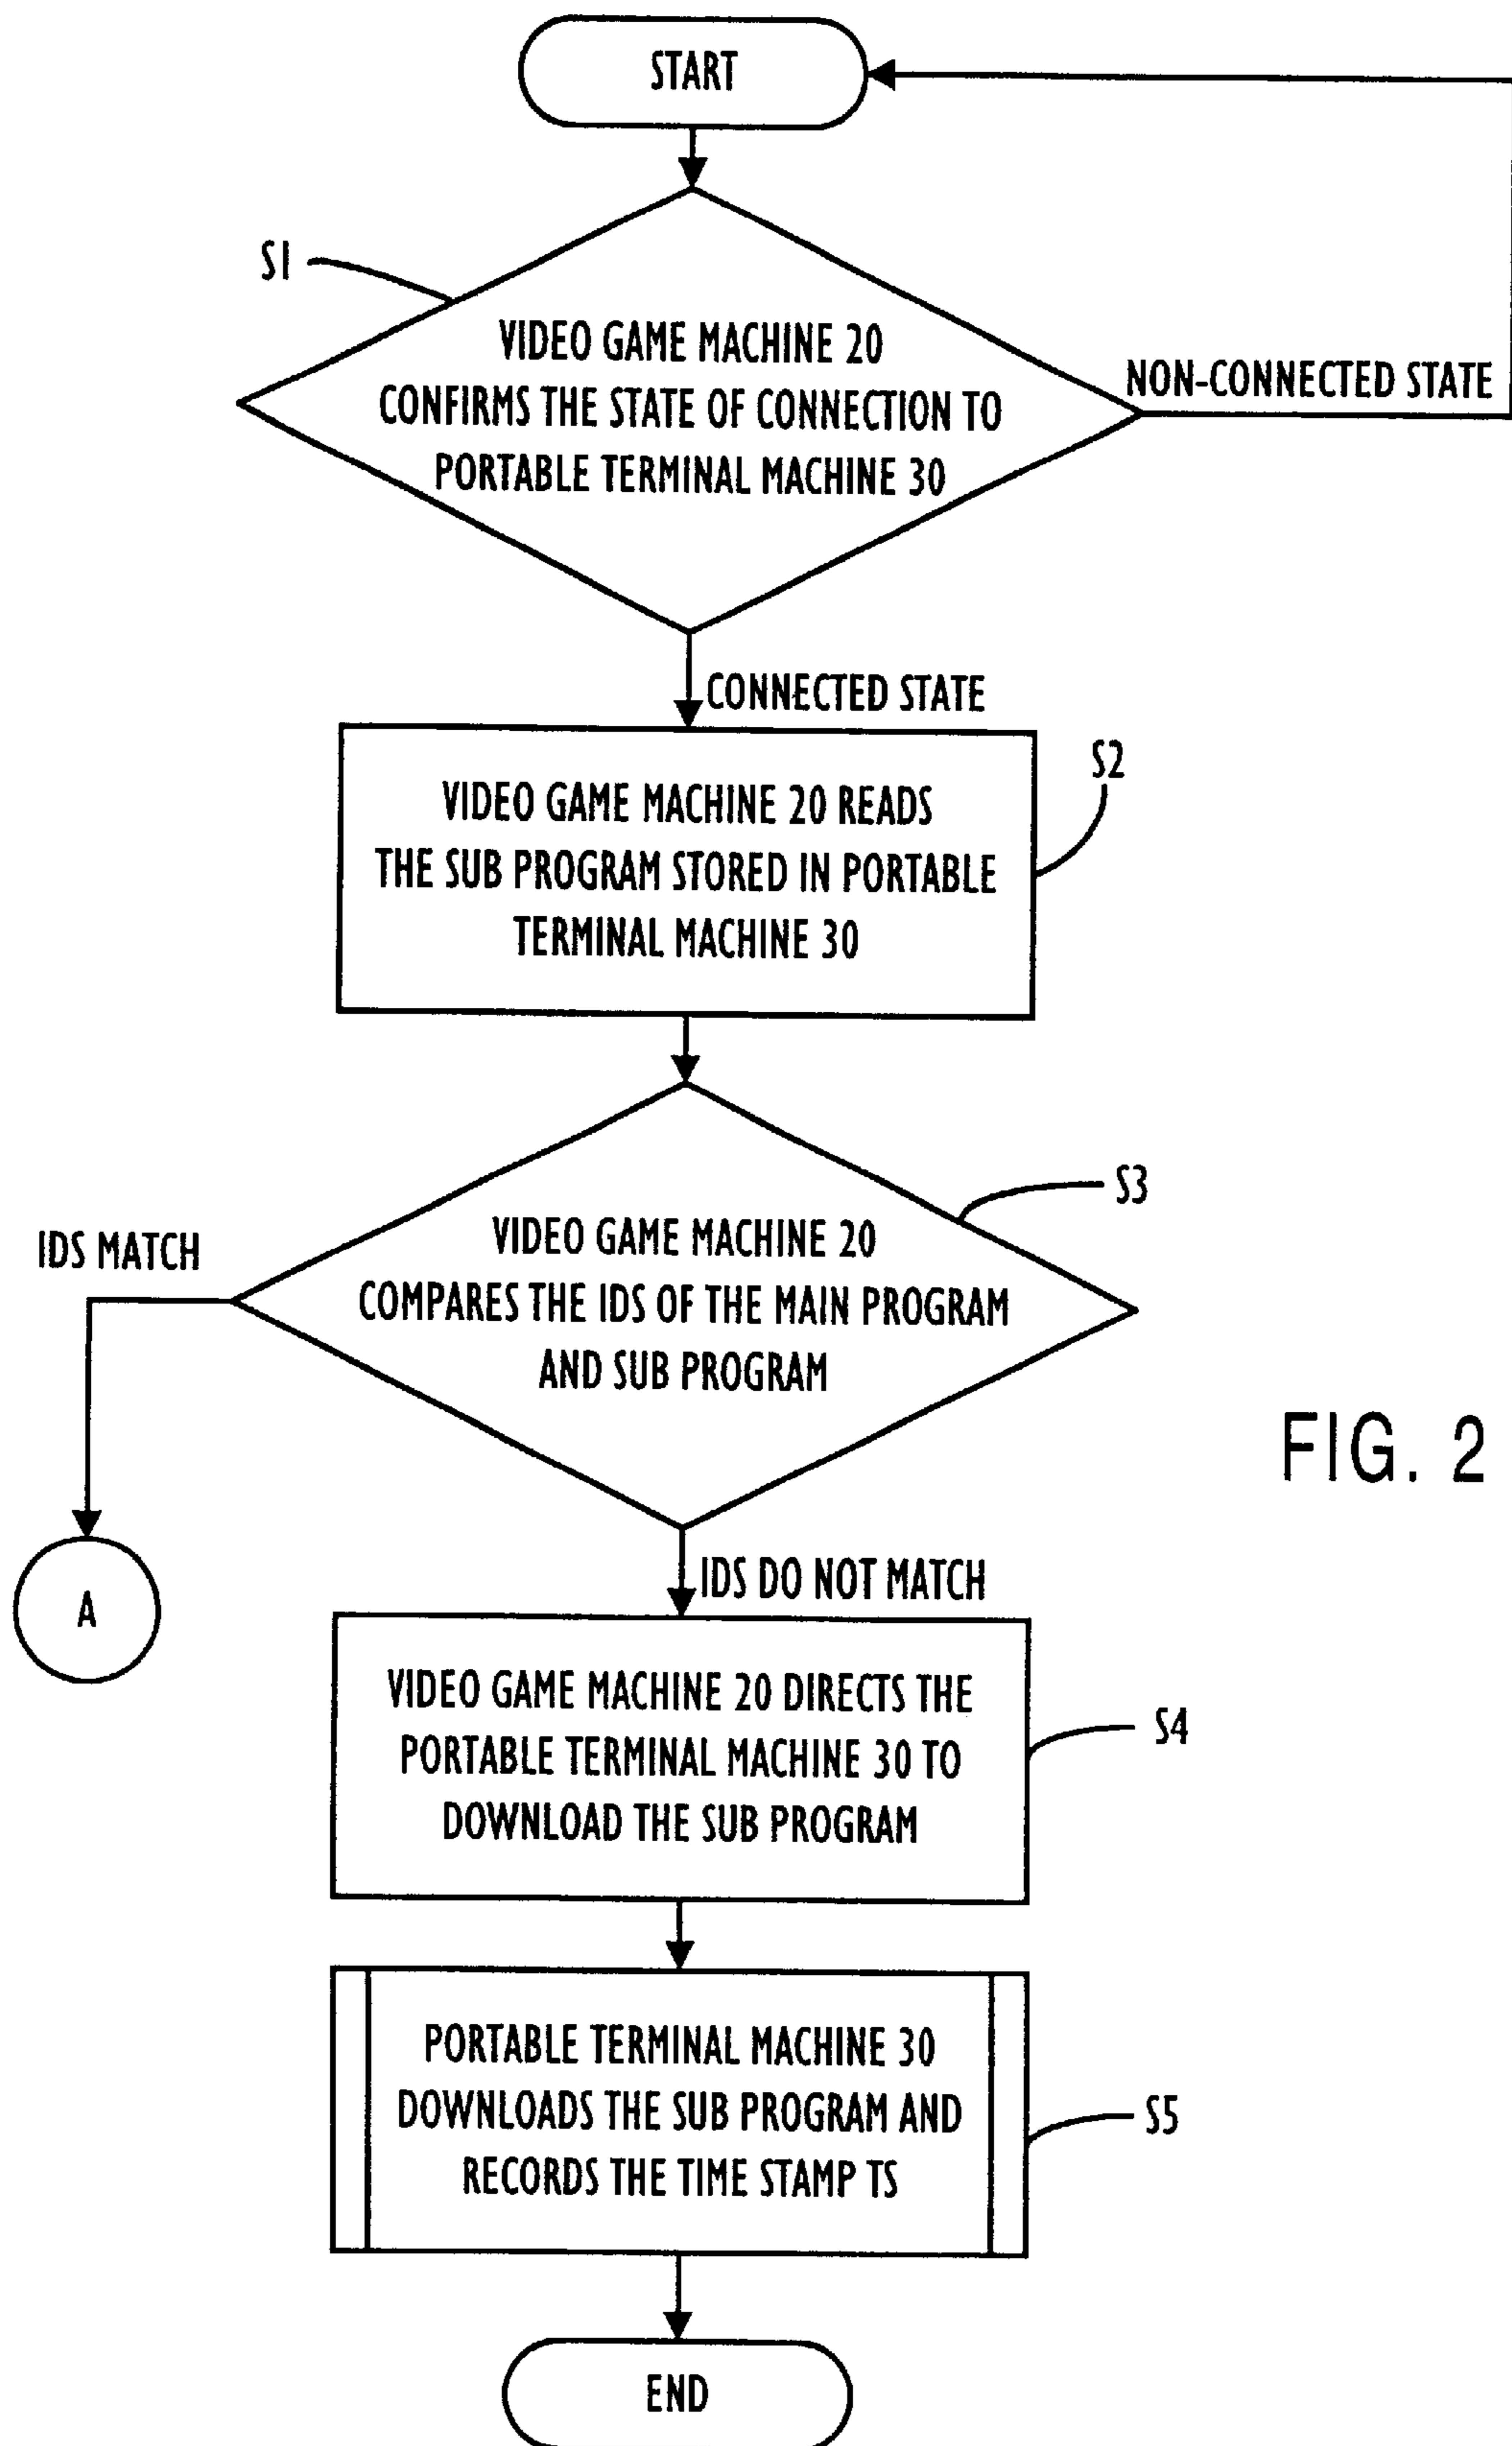 START
S1
VIDEO GAME MACHINE 20
CONFIRMS THE STATE OF CONNECTION TO
PORTABLE TERMINAL MACHINE 30
NON-CONNECTED STATE
CONNECTED STATE
VIDEO GAME MACHINE 20 READS
THE SUB PROGRAM STORED IN PORTABLE
TERMINAL MACHINE 30
S2
VIDEO GAME MACHINE 20
COMPARES THE IDS OF THE MAIN PROGRAM
AND SUB PROGRAM
S3
IDS MATCH
A
FIG. 2
IDS DO NOT MATCH
VIDEO GAME MACHINE 20 DIRECTS THE
PORTABLE TERMINAL MACHINE 30 TO
DOWNLOAD THE SUB PROGRAM
S4
PORTABLE TERMINAL MACHINE 30
DOWNLOADS THE SUB PROGRAM AND
RECORDS THE TIME STAMP TS
S5
END